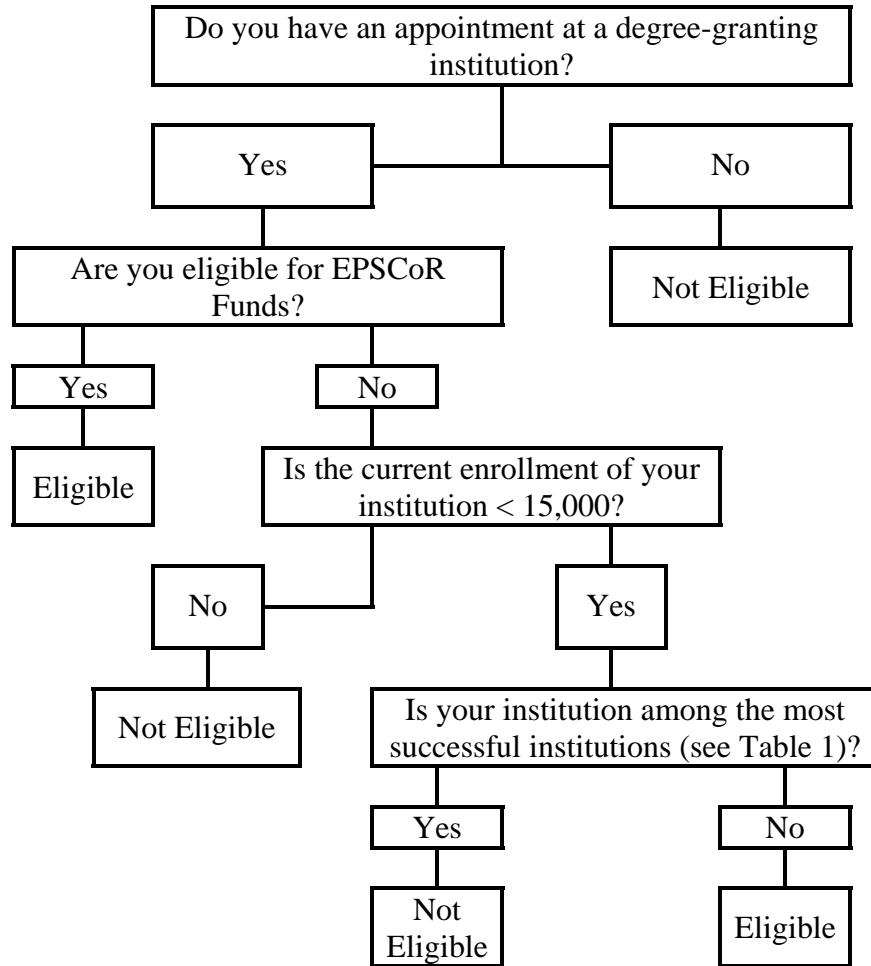 Do you have an appointment at a degree-granting
institution?
Yes
No
Are you eligible for EPSCoR
Funds?
Not Eligible
Yes
No
Eligible
Is the current enrollment of your
institution < 15,000?
No
Yes
Not Eligible
Is your institution among the most
successful institutions (see Table 1)?
Yes
No
Not
Eligible
Eligible